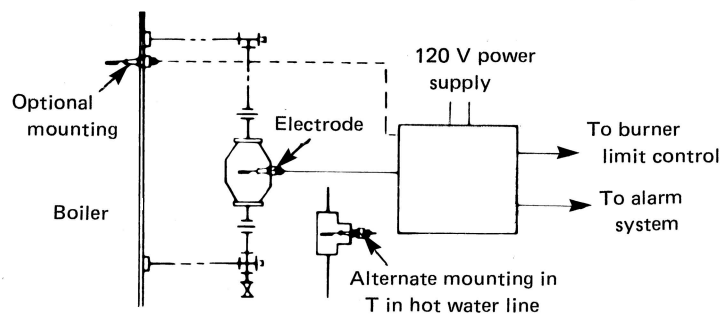 120 V power
supply
Optional
mounting
Electrode
To burner
limit control
Boiler
To alarm
system
Alternate mounting in
T in hot water line